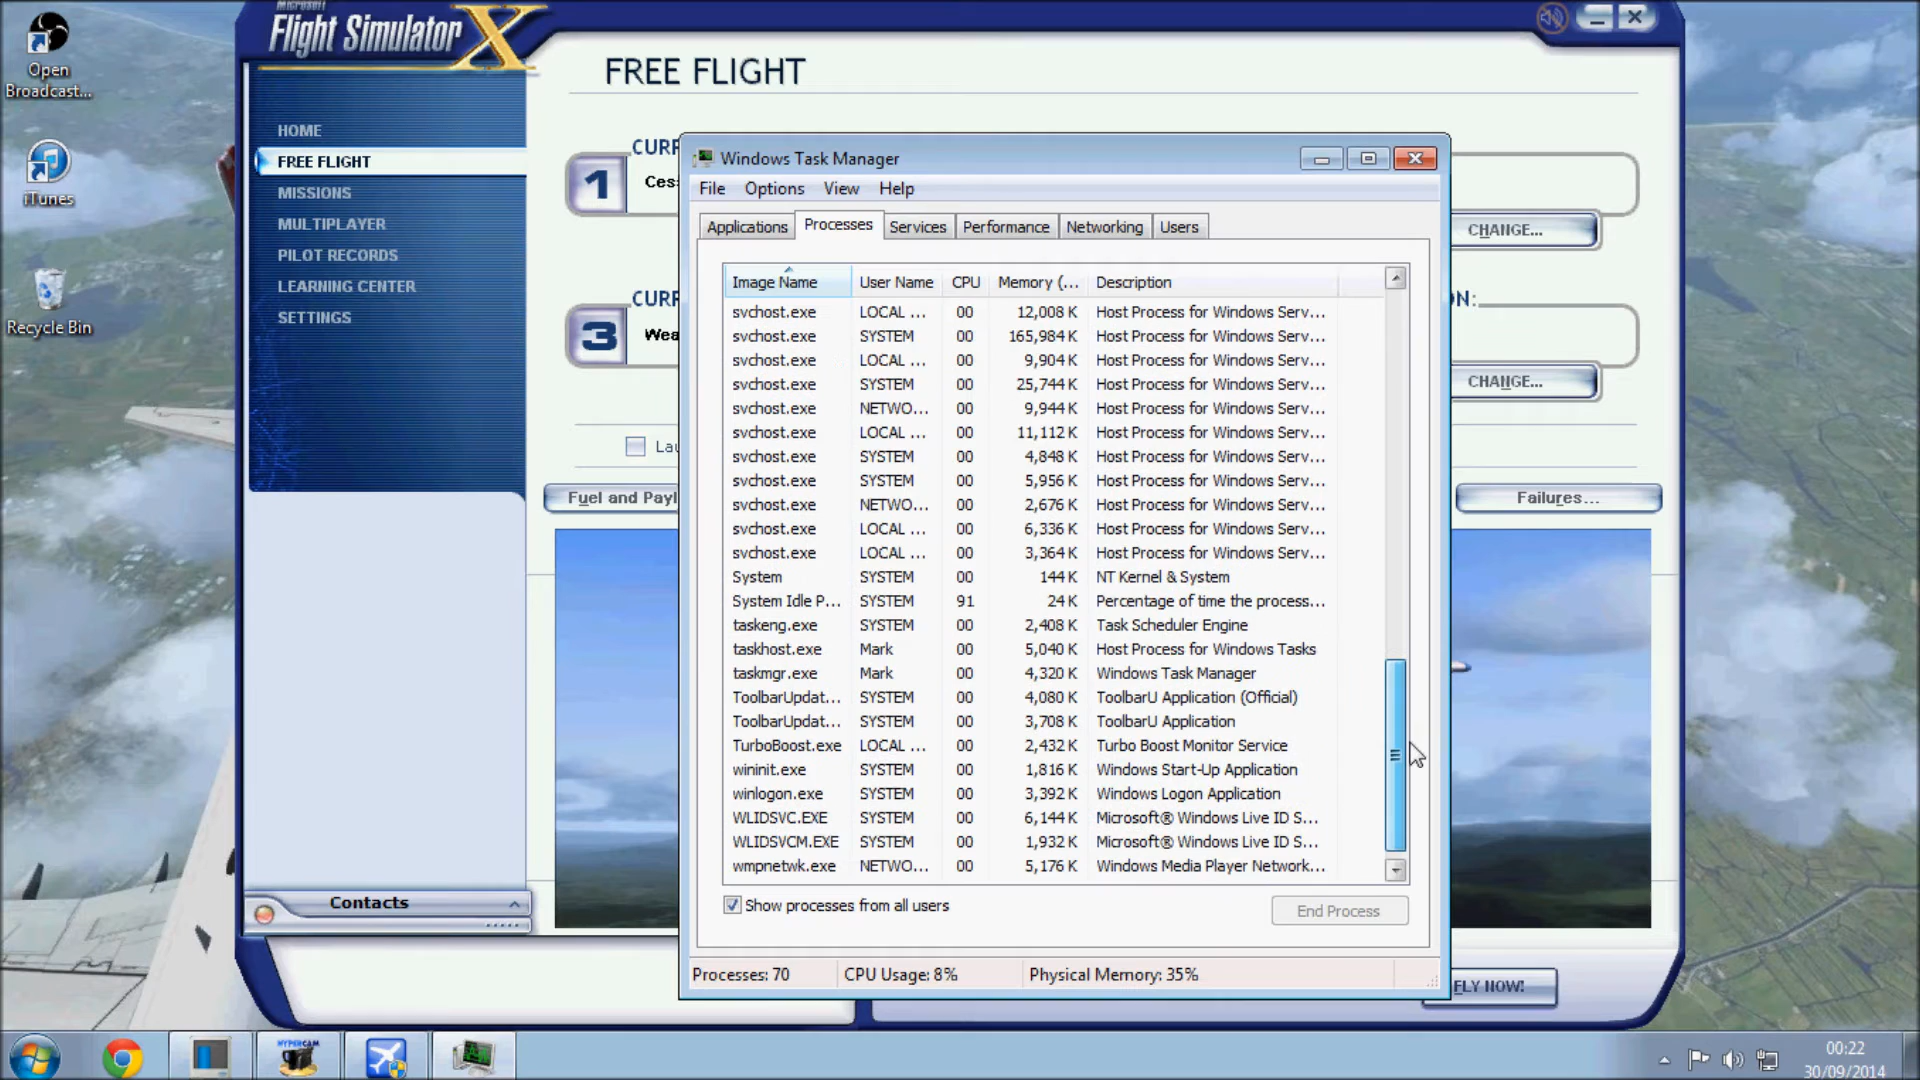 Open
Broadcast...
iTunes
Recycle Bin
Microsoft
Flight Simulator X
HOME
FREE FLIGHT
MISSIONS
MULTIPLAYER
PILOT RECORDS
LEARNING CENTER
SETTINGS
Contacts
FREE FLIGHT
CURR
1
Ces
CHANGE...
CURR
ON:
3
Wea
CHANGE...
Lau
Fuel and Payl
Failures...
FLY NOW!
Windows Task Manager
File Options View Help
Applications Processes Services Performance Networking Users
Image Name User Name CPU Memory (... Description
svchost.exe LOCAL ... 00 12,008 K Host Process for Windows Serv...
svchost.exe SYSTEM 00 165,984 K Host Process for Windows Serv...
svchost.exe LOCAL ... 00 9,904 K Host Process for Windows Serv...
svchost.exe SYSTEM 00 25,744 K Host Process for Windows Serv...
svchost.exe NETWO... 00 9,944 K Host Process for Windows Serv...
svchost.exe LOCAL ... 00 11,112 K Host Process for Windows Serv...
svchost.exe SYSTEM 00 4,848 K Host Process for Windows Serv...
svchost.exe SYSTEM 00 5,956 K Host Process for Windows Serv...
svchost.exe NETWO... 00 2,676 K Host Process for Windows Serv...
svchost.exe LOCAL ... 00 6,336 K Host Process for Windows Serv...
svchost.exe LOCAL ... 00 3,364 K Host Process for Windows Serv...
System SYSTEM 00 144 K NT Kernel & System
System Idle P... SYSTEM 91 24 K Percentage of time the process...
taskeng.exe SYSTEM 00 2,408 K Task Scheduler Engine
taskhost.exe Mark 00 5,040 K Host Process for Windows Tasks
taskmgr.exe Mark 00 4,320 K Windows Task Manager
ToolbarUpdat... SYSTEM 00 4,080 K ToolbarU Application (Official)
ToolbarUpdat... SYSTEM 00 3,708 K ToolbarU Application
TurboBoost.exe LOCAL ... 00 2,432 K Turbo Boost Monitor Service
wininit.exe SYSTEM 00 1,816 K Windows Start-Up Application
winlogon.exe SYSTEM 00 3,392 K Windows Logon Application
WLIDSVC.EXE SYSTEM 00 6,144 K Microsoft® Windows Live ID S...
WLIDSVCM.EXE SYSTEM 00 1,932 K Microsoft® Windows Live ID S...
wmpnetwk.exe NETWO... 00 5,176 K Windows Media Player Network...
Show processes from all users
End Process
Processes: 70 CPU Usage: 8% Physical Memory: 35%
HYPERCAM
00:22
30/09/2014